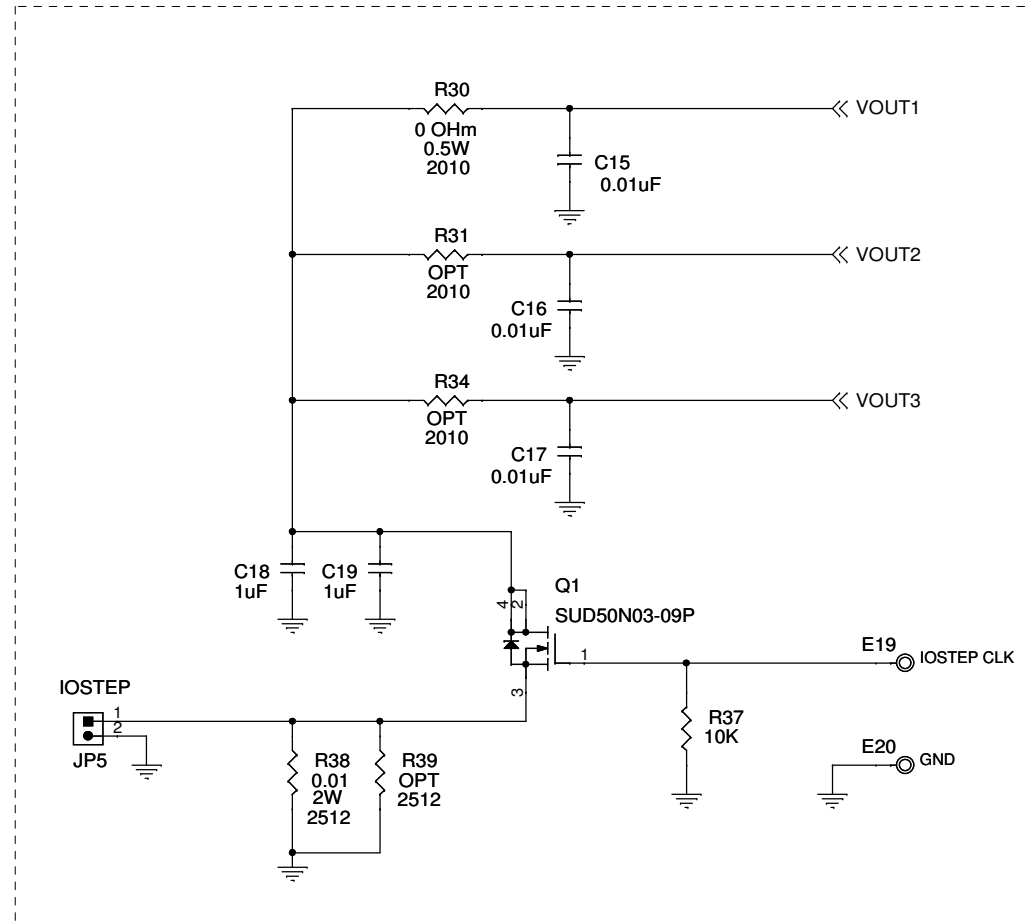 R30
0 OHm
0.5W
2010
VOUT1
C15
0.01uF
R31
OPT
2010
VOUT2
C16
0.01uF
R34
OPT
2010
VOUT3
C17
0.01uF
C18
1uF
C19
1uF
Q1
SUD50N03-09P
4
2
1
3
E19
IOSTEP CLK
IOSTEP
1
2
JP5
R38
0.01
2W
2512
R39
OPT
2512
R37
10K
E20
GND